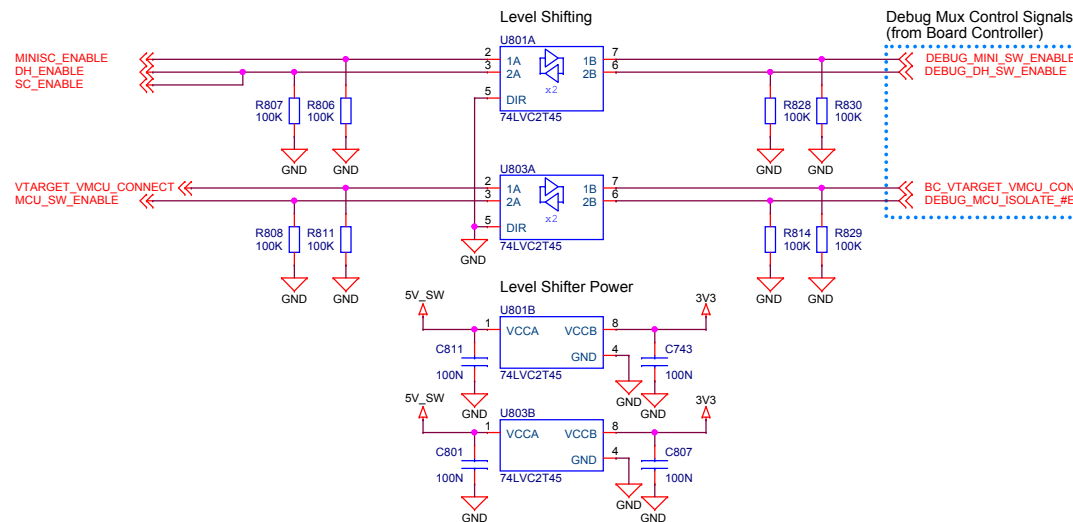 Level Shifting
Debug Mux Control Signals
(from Board Controller)
U801A
MINISC_ENABLE
DH_ENABLE
SC_ENABLE
2 1A 1B 7
3 2A 2B 6
x2
5 DIR
74LVC2T45
DEBUG_MINI_SW_ENABLE
DEBUG_DH_SW_ENABLE
R807 100K
R806 100K
R828 100K
R830 100K
GND GND GND GND
U803A
VTARGET_VMCU_CONNECT
MCU_SW_ENABLE
2 1A 1B 7
3 2A 2B 6
x2
5 DIR
74LVC2T45
GND
BC_VTARGET_VMCU_CON
DEBUG_MCU_ISOLATE_#E
R808 100K
R811 100K
R814 100K
R829 100K
GND GND GND GND
Level Shifter Power
5V_SW
U801B
3V3
1 VCCA VCCB 8
GND 4
C811 100N
74LVC2T45
C743 100N
GND GND GND
5V_SW
U803B
3V3
1 VCCA VCCB 8
GND 4
C801 100N
74LVC2T45
C807 100N
GND GND GND